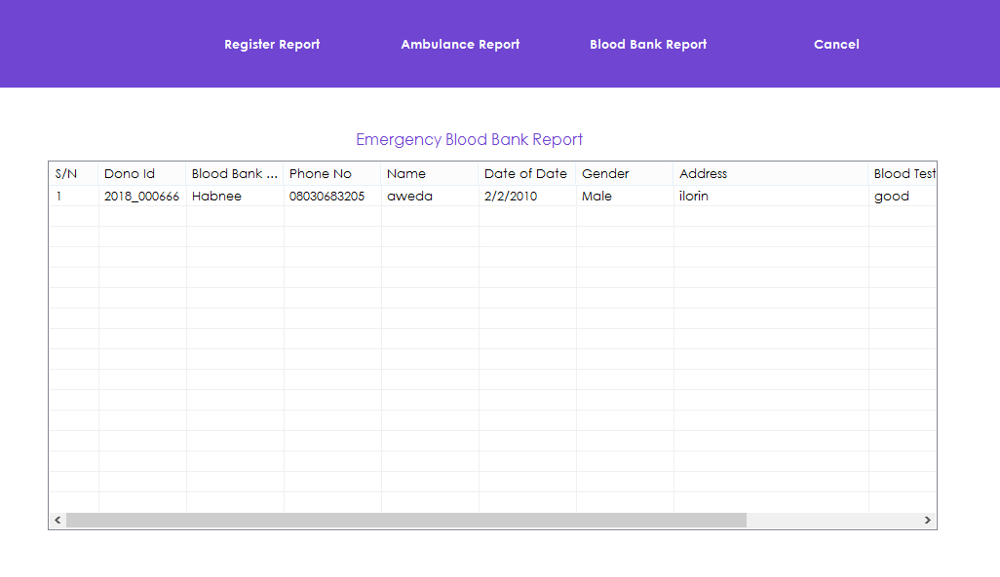 Register Report Ambulance Report Blood Bank Report Cancel
Emergency Blood Bank Report
S/N Dono Id Blood Bank ... Phone No Name Date of Date Gender Address Blood Test
1 2018_000666 Habnee 08030683205 aweda 2/2/2010 Male ilorin good